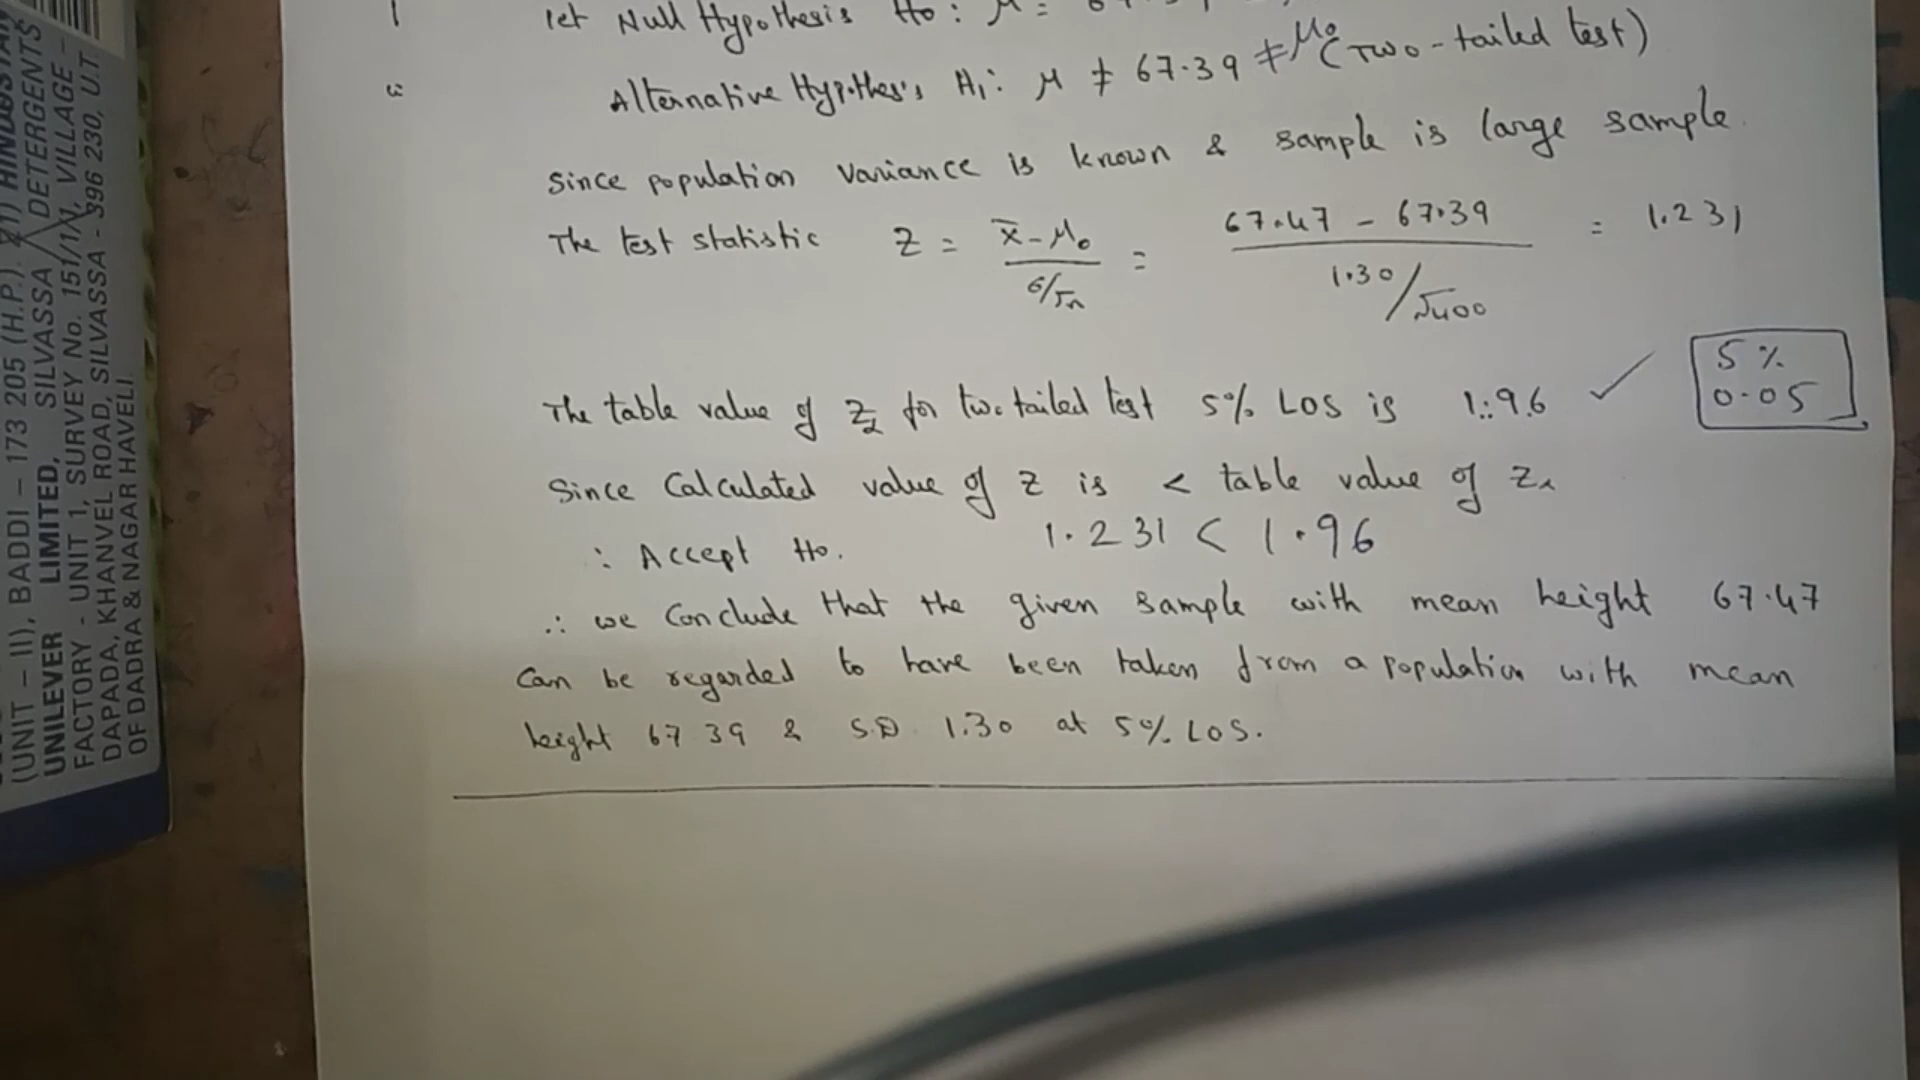 let Null Hypothesis Ho: μ =
Alternative Hypothesis H₁: μ ≠ 67.39 ≠ μ₀ (Two-tailed test)
Since population variance is known & sample is large sample.
The test statistic Z = x̄ - μ₀ / σ/√n = 67.47 - 67.39 / 1.30/√400 = 1.231
5%
0.05
The table value of Zα for two tailed test 5% LOS is 1.96 ✓
Since Calculated value of Z is < table value of Zα
∴ Accept Ho. 1.231 < 1.96
∴ we Conclude that the given sample with mean height 67.47
Can be regarded to have been taken from a population with mean
height 67.39 & S.D. 1.30 at 5% LOS.
(UNIT – II), BADDI – 173 205 (H.P.).
UNILEVER LIMITED, SILVASSA DETERGENTS
FACTORY - UNIT 1, SURVEY No. 151/1/1, VILLAGE -
DAPADA, KHANVEL ROAD, SILVASSA - 396 230, U.T
OF DADRA & NAGAR HAVELI